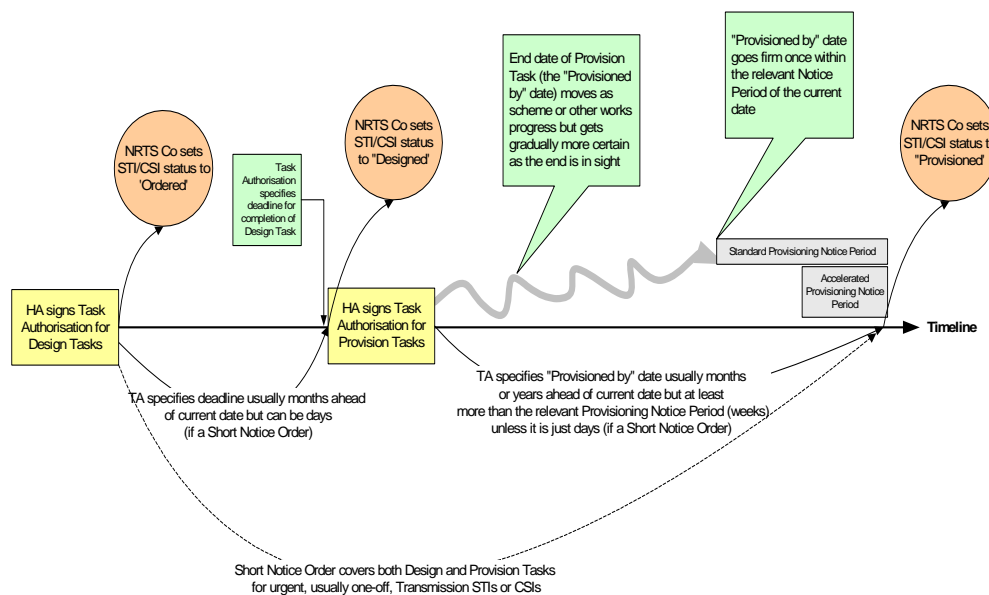 NRTS Co sets
STI/CSI status to
'Ordered'
Task
Authorisation
specifies
deadline for
completion of
Design Task
NRTS Co sets
STI/CSI status
to "Designed'
End date of Provision
Task (the "Provisioned
by" date) moves as
scheme or other works
progress but gets
gradually more certain
as the end is in sight
"Provisioned by" date
goes firm once within
the relevant Notice
Period of the current
date
NRTS Co sets
STI/CSI status to
"Provisioned'
Standard Provisioning Notice Period
Accelerated
Provisioning Notice
Period
HA signs Task
Authorisation for
Design Tasks
HA signs Task
Authorisation for
Provision Tasks
Timeline
TA specifies deadline usually months ahead
of current date but can be days
(if a Short Notice Order)
TA specifies "Provisioned by" date usually months
or years ahead of current date but at least
more than the relevant Provisioning Notice Period (weeks)
unless it is just days (if a Short Notice Order)
Short Notice Order covers both Design and Provision Tasks
for urgent, usually one-off, Transmission STIs or CSIs